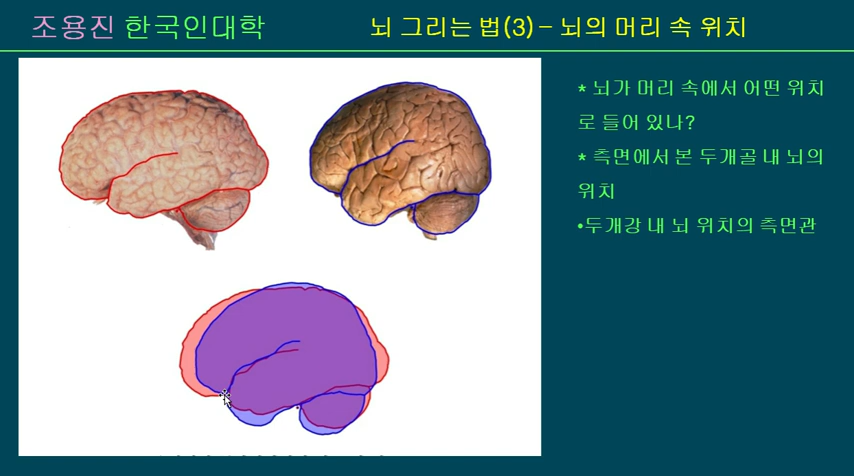 조용진 한국인대학
뇌 그리는 법(3) – 뇌의 머리 속 위치
* 뇌가 머리 속에서 어떤 위치
로 들어 있나?
* 측면에서 본 두개골 내 뇌의
위치
•두개강 내 뇌 위치의 측면관